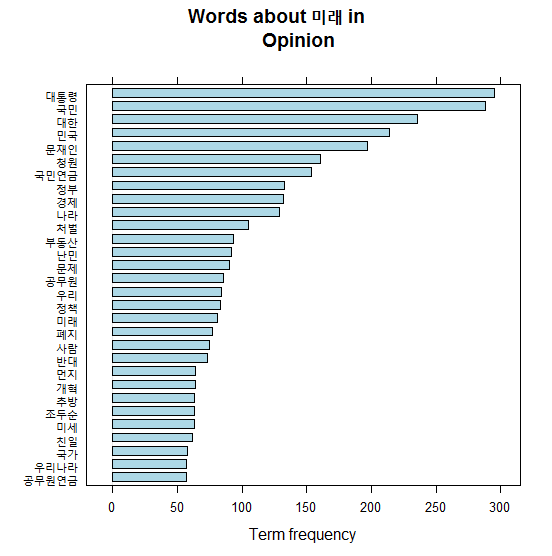 Words about 미래 in
Opinion
대통령
국민
대한
민국
문재인
청원
국민연금
정부
경제
나라
처벌
부동산
난민
문제
공무원
우리
정책
미래
폐지
사람
반대
먼지
개혁
추방
조두순
미세
친일
국가
우리나라
공무원연금
0 50 100 150 200 250 300
Term frequency